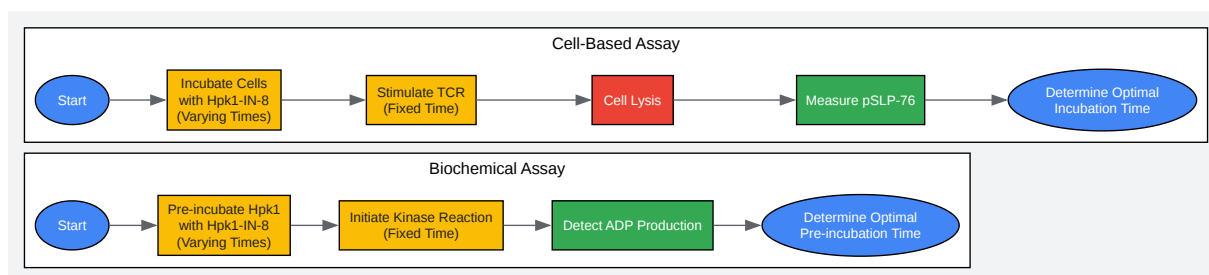 Cell-Based Assay
Start
Incubate Cells
with Hpk1-IN-8
(Varying Times)
Stimulate TCR
(Fixed Time)
Cell Lysis
Measure pSLP-76
Determine Optimal
Incubation Time
Biochemical Assay
Start
Pre-incubate Hpk1
with Hpk1-IN-8
(Varying Times)
Initiate Kinase Reaction
(Fixed Time)
Detect ADP Production
Determine Optimal
Pre-incubation Time